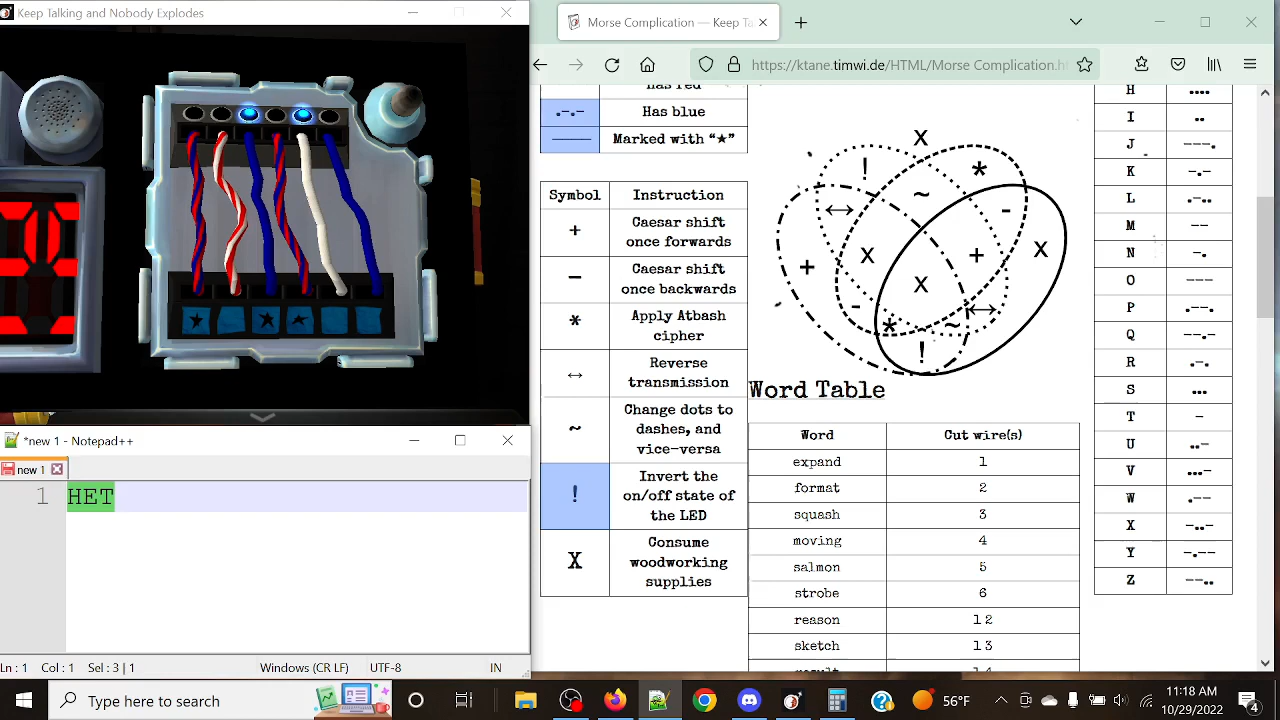 Keep Talking and Nobody Explodes
Morse Complication — Keep Ta
https://ktane.timwi.de/HTML/Morse Complication.h
.-.- Has blue
Marked with “★”
Symbol Instruction
+ Caesar shift
once forwards
− Caesar shift
once backwards
* Apply Atbash
cipher
↔ Reverse
transmission
~ Change dots to
dashes, and
vice-versa
! Invert the
on/off state of
the LED
X Consume
woodworking
supplies
X
! *
~
↔ -
X X
+ +
X
- ↔
* ~
!
Word Table
Word Cut wire(s)
expand 1
format 2
squash 3
moving 4
salmon 5
strobe 6
reason 1 2
sketch 1 3
H ....
I ..
J ---.
K -.-
L .-..
M --
N -.
O ---
P .--.
Q --.-
R .-.
S ...
T -
U ..-
V ...-
W .--
X -..-
Y -.--
Z --..
*new 1 - Notepad++
new 1
1 HET
Ln : 1 Col : 1 Sel : 3 | 1 Windows (CR LF) UTF-8 IN
Type here to search
56°F
11:18 AM
10/29/2022
4